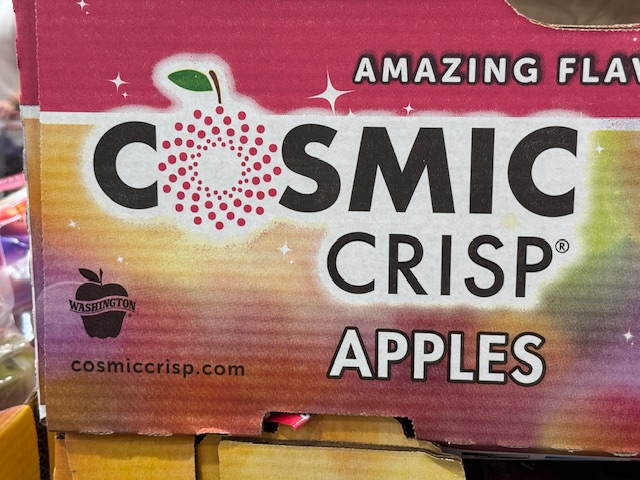 AMAZING FLAV
COSMIC
CRISP®
APPLES
WASHINGTON
cosmiccrisp.com